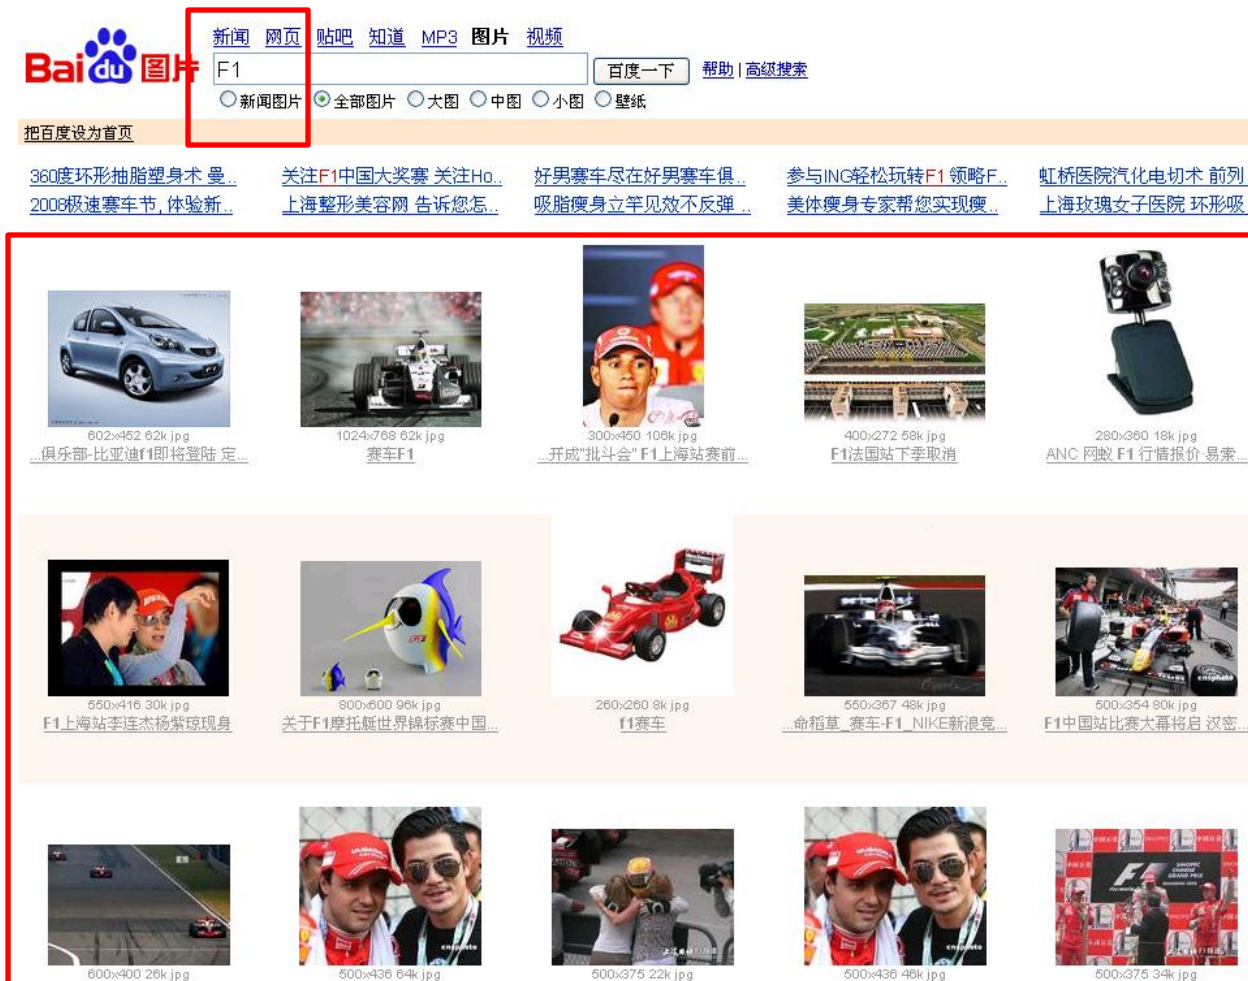 新闻 网页 贴吧 知道 MP3 图片 视频
Bai du 图片
F1 百度一下 帮助 | 高级搜索
新闻图片 全部图片 大图 中图 小图 壁纸
把百度设为首页
360度环形抽脂塑身术 曼.. 关注F1中国大奖赛 关注Ho.. 好男赛车尽在好男赛车俱.. 参与ING轻松玩转F1 领略F.. 虹桥医院汽化电切术 前列
2008极速赛车节,体验新.. 上海整形美容网 告诉您怎.. 吸脂瘦身立竿见效不反弹 .. 美体瘦身专家帮您实现瘦.. 上海玫瑰女子医院 环形吸
602x452 62k jpg 1024x768 62k jpg 300x450 106k jpg 400x272 58k jpg 280x360 18k jpg
...俱乐部-比亚迪f1即将登陆 定... 赛车F1 ...开成"批斗会" F1上海站赛前... F1法国站下季取消 ANC 网蚁 F1 行情报价·易索...
550x416 30k jpg 800x600 96k jpg 260x260 8k jpg 550x367 48k jpg 500x354 80k jpg
F1上海站李连杰杨紫琼现身 关于F1摩托艇世界锦标赛中国... f1赛车 ...命稻草_赛车-F1_NIKE新浪竞... F1中国站比赛大幕将启 汉密...
600x400 26k jpg 500x436 64k jpg 500x375 22k jpg 500x436 46k jpg 500x375 34k jpg